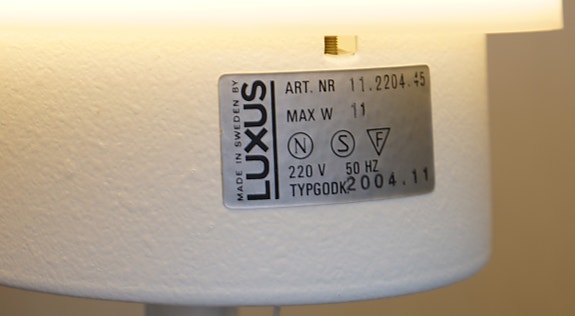 MADE IN SWEDEN BY
LUXUS
ART. NR 11.2204.45
MAX W 11
N S F
220 V 50 HZ
TYPGODK 2004.11